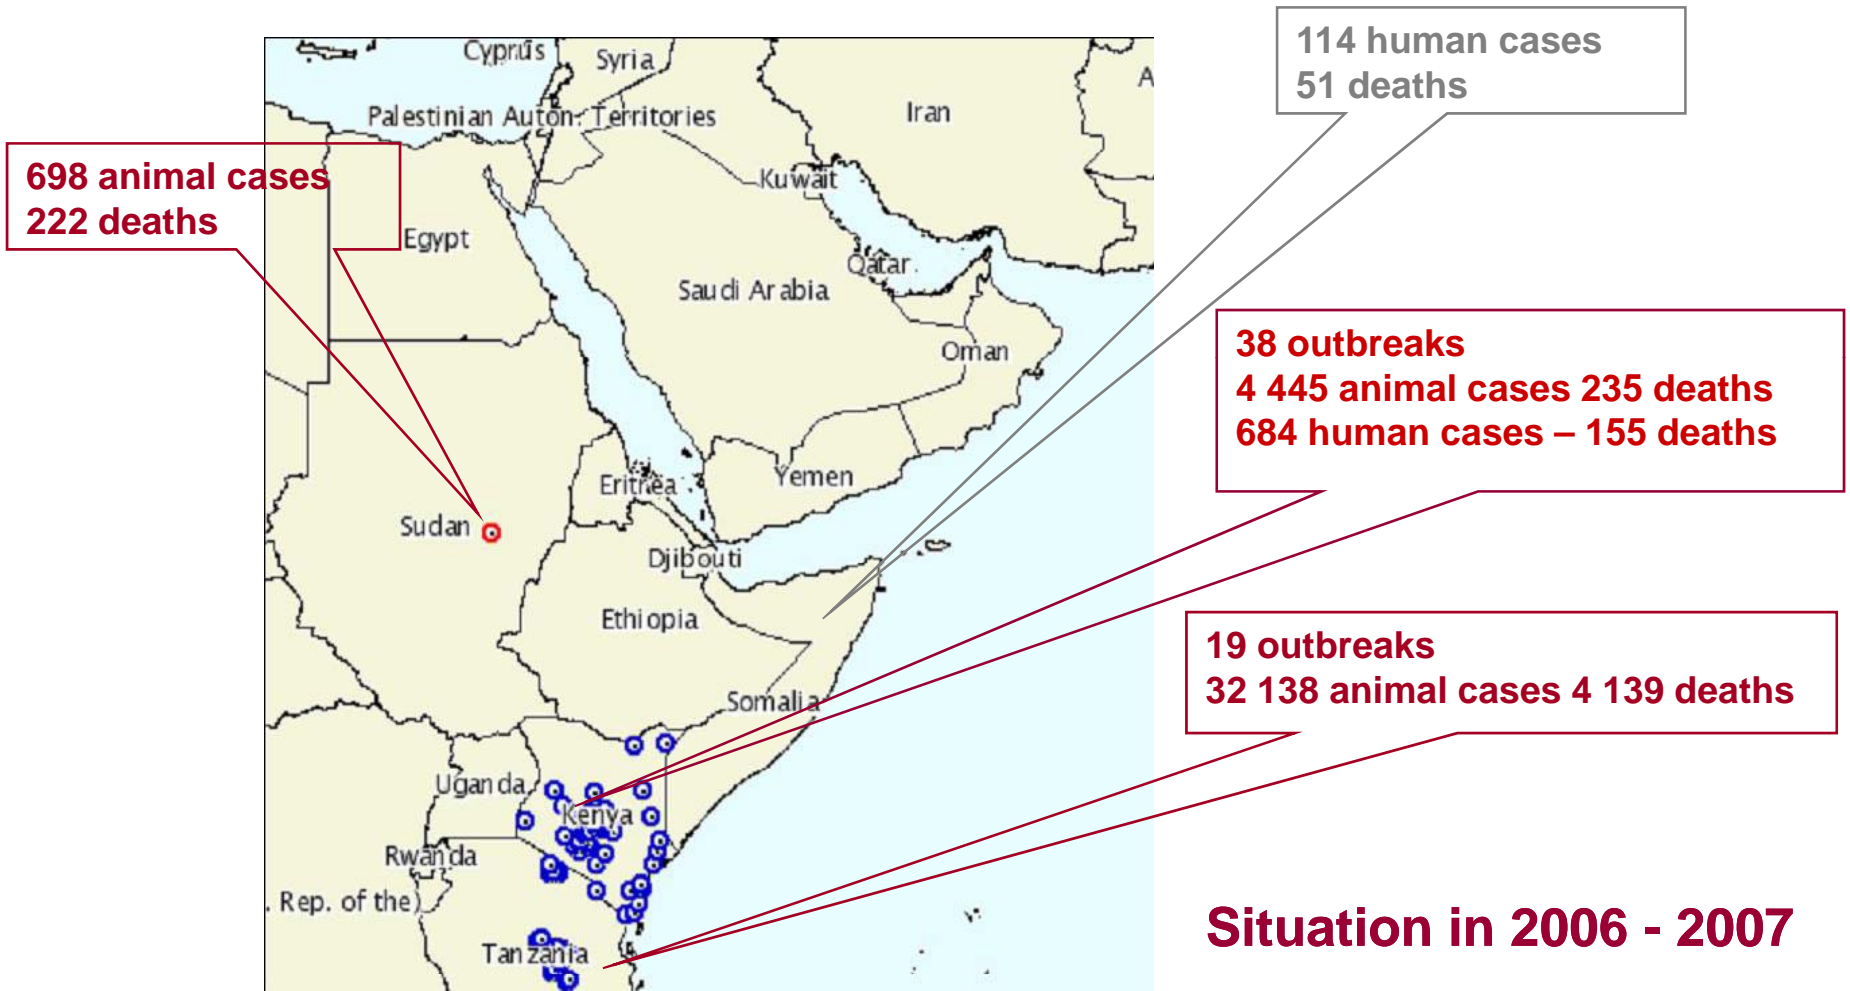 114 human cases
51 deaths
Cyprus
Syria
A
Palestinian Auton. Territories
Iran
698 animal cases
222 deaths
Kuwait
Egypt
Qatar
Saudi Arabia
38 outbreaks
4 445 animal cases 235 deaths
684 human cases – 155 deaths
Oman
Yemen
Eritrea
Sudan
Djibouti
Ethiopia
19 outbreaks
32 138 animal cases 4 139 deaths
Somalia
Uganda
Kenya
Rwanda
. Rep. of the)
Situation in 2006 - 2007
Tanzania